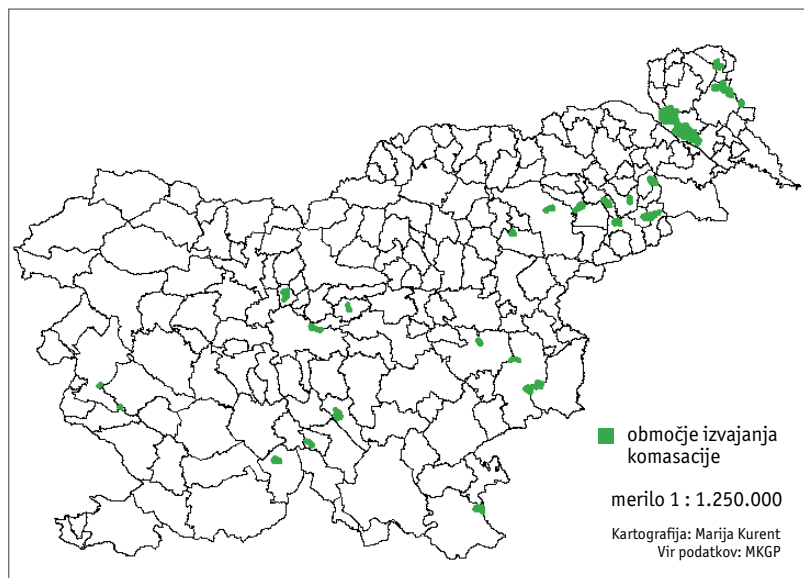 območje izvajanja
komasacije
merilo 1 : 1.250.000
Kartografija: Marija Kurent
Vir podatkov: MKGP